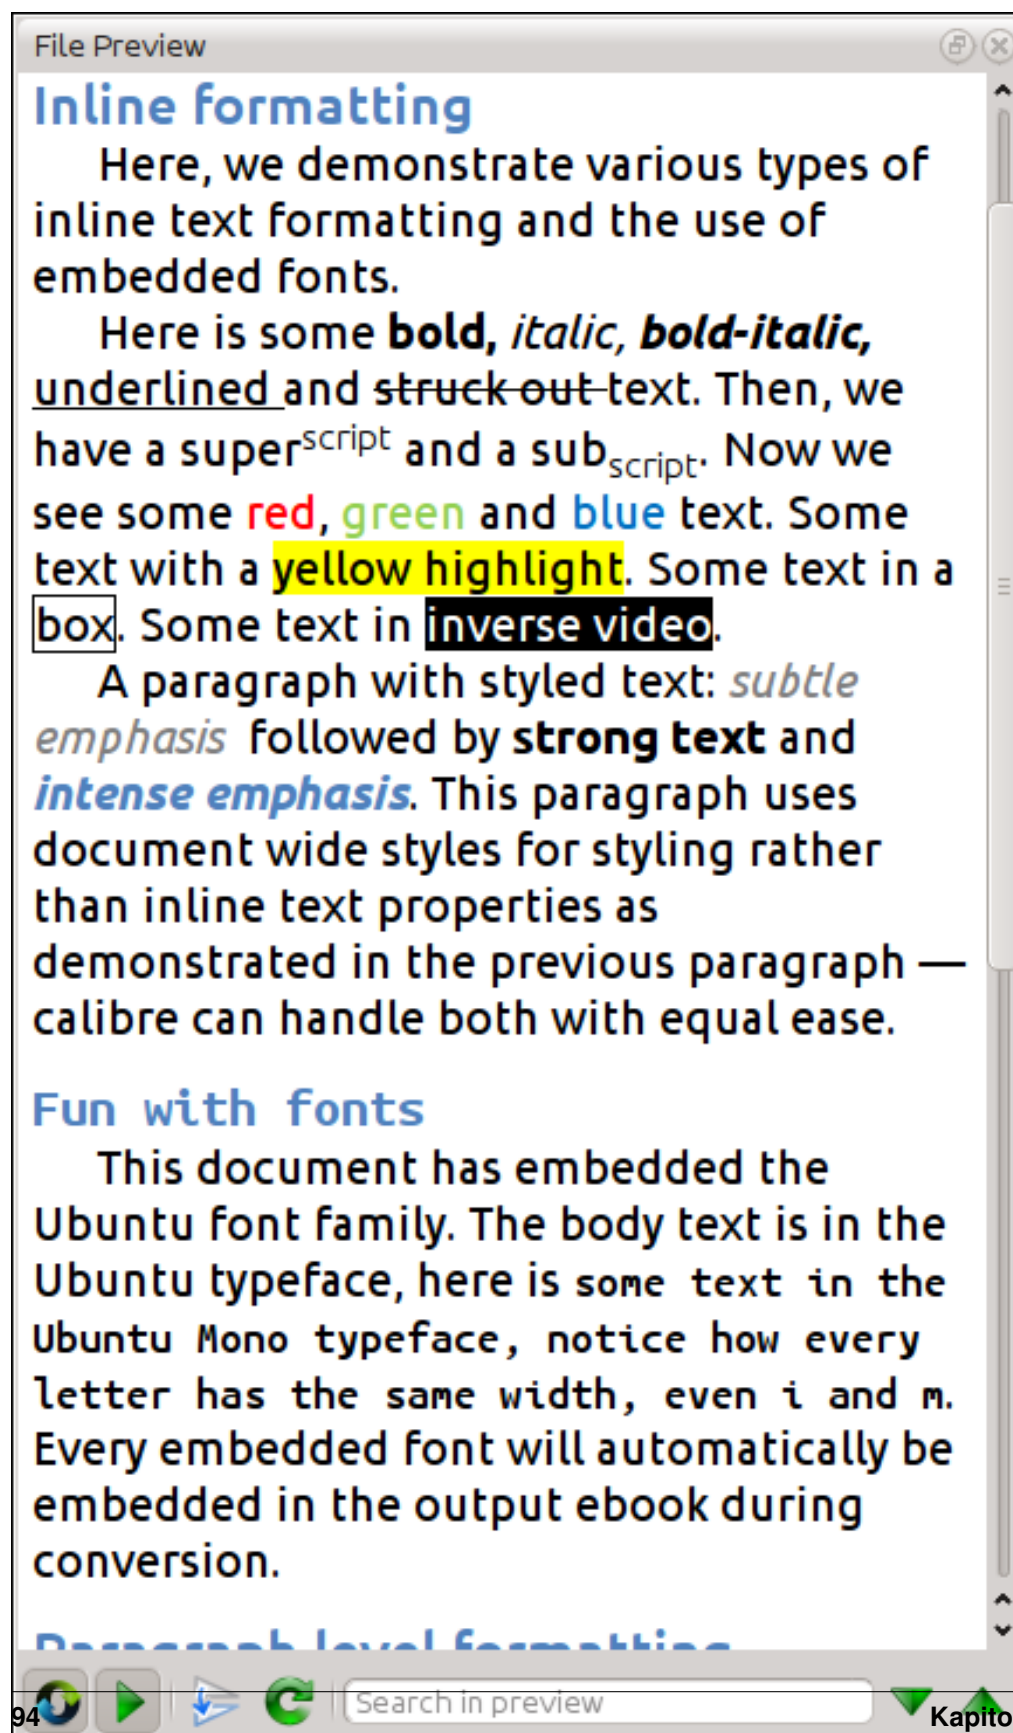 File Preview
Inline formatting
Here, we demonstrate various types of
inline text formatting and the use of
embedded fonts.
Here is some bold, italic, bold-italic,
underlined and struck out text. Then, we
have a superscript and a subscript. Now we
see some red, green and blue text. Some
text with a yellow highlight. Some text in a
box. Some text in inverse video.
A paragraph with styled text: subtle
emphasis followed by strong text and
intense emphasis. This paragraph uses
document wide styles for styling rather
than inline text properties as
demonstrated in the previous paragraph —
calibre can handle both with equal ease.
Fun with fonts
This document has embedded the
Ubuntu font family. The body text is in the
Ubuntu typeface, here is some text in the
Ubuntu Mono typeface, notice how every
letter has the same width, even i and m.
Every embedded font will automatically be
embedded in the output ebook during
conversion.
Paragraph level formatting
Search in preview
94 Kapito